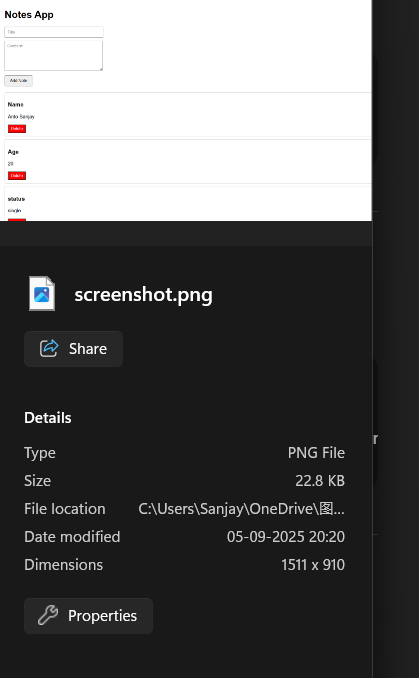 Notes App
Title
Content
Add Note
Name
Anto Sanjay
Delete
Age
20
Delete
status
single
screenshot.png
Share
Details
Type PNG File
Size 22.8 KB
File location C:\Users\Sanjay\OneDrive\图...
Date modified 05-09-2025 20:20
Dimensions 1511 x 910
Properties